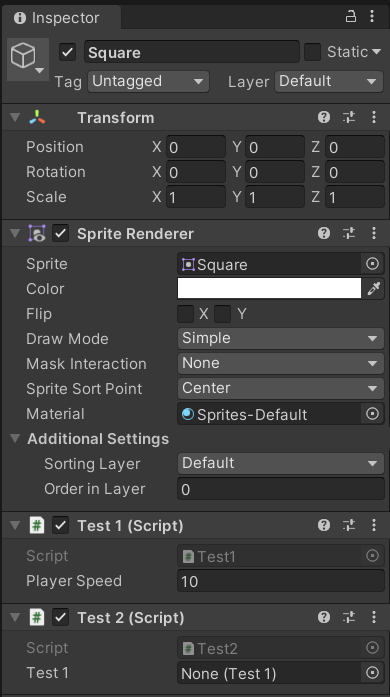 Inspector
Square Static
Tag Untagged Layer Default
Transform
Position X 0 Y 0 Z 0
Rotation X 0 Y 0 Z 0
Scale X 1 Y 1 Z 1
Sprite Renderer
Sprite Square
Color
Flip X Y
Draw Mode Simple
Mask Interaction None
Sprite Sort Point Center
Material Sprites-Default
Additional Settings
Sorting Layer Default
Order in Layer 0
# Test 1 (Script)
Script # Test1
Player Speed 10
# Test 2 (Script)
Script # Test2
Test 1 None (Test 1)